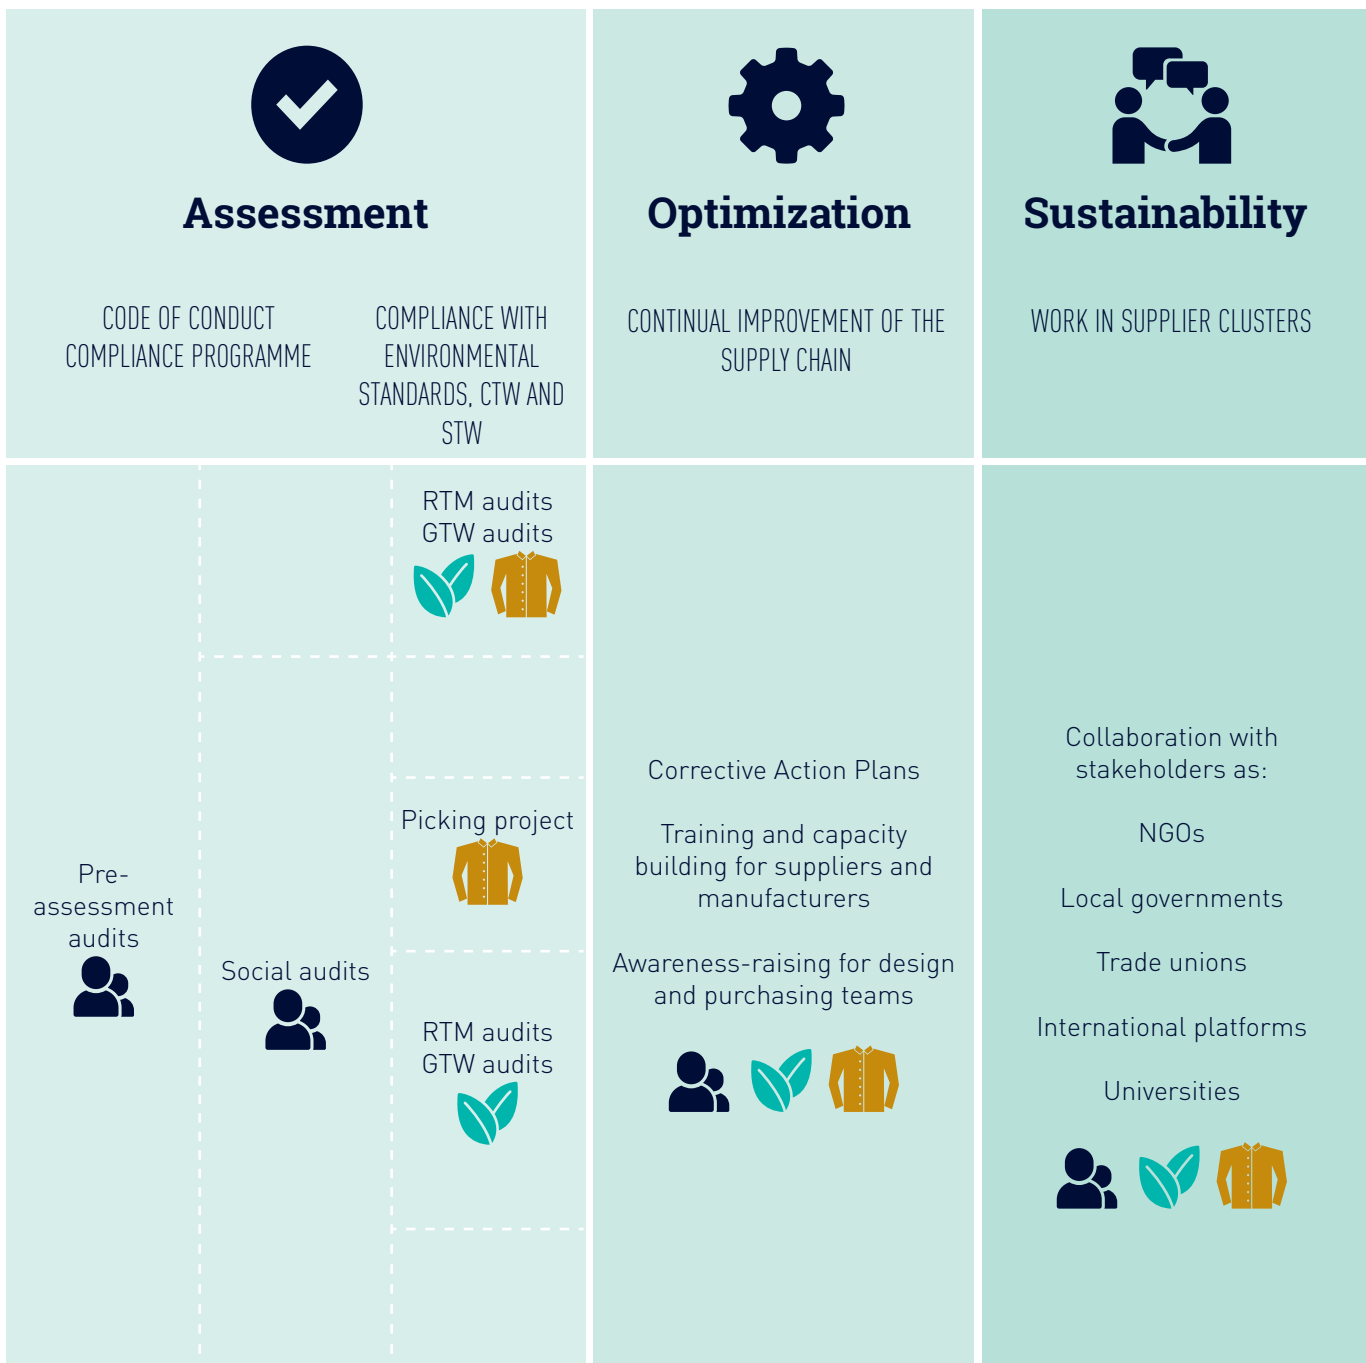 Assessment
CODE OF CONDUCT
COMPLIANCE PROGRAMME
COMPLIANCE WITH
ENVIRONMENTAL
STANDARDS, CTW AND
STW
Optimization
CONTINUAL IMPROVEMENT OF THE
SUPPLY CHAIN
Sustainability
WORK IN SUPPLIER CLUSTERS
Pre-
assessment
audits
Social audits
RTM audits
GTW audits
Picking project
RTM audits
GTW audits
Corrective Action Plans
Training and capacity
building for suppliers and
manufacturers
Awareness-raising for design
and purchasing teams
Collaboration with
stakeholders as:
NGOs
Local governments
Trade unions
International platforms
Universities